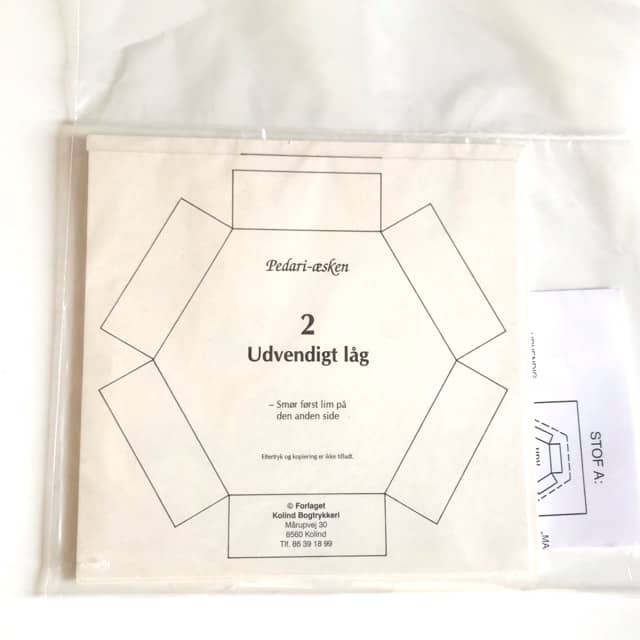 Pedari-æsken
2
Udvendigt låg
– Smør først lim på
den anden side
Eftertryk og kopiering er ikke tilladt.
© Forlaget
Kolind Bogtrykkeri
Mårupvej 30
8560 Kolind
Tlf. 86 39 18 99
STOF A: